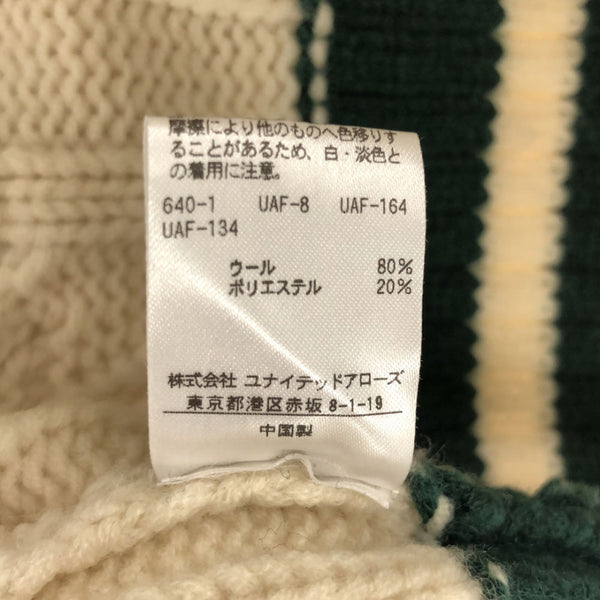 摩擦により他のものへ色移りす
ることがあるため、白・淡色と
の着用に注意。
640-1 UAF-8 UAF-164
UAF-134
ウール 80%
ポリエステル 20%
株式会社 ユナイテッドアローズ
東京都港区赤坂 8-1-19
中国製